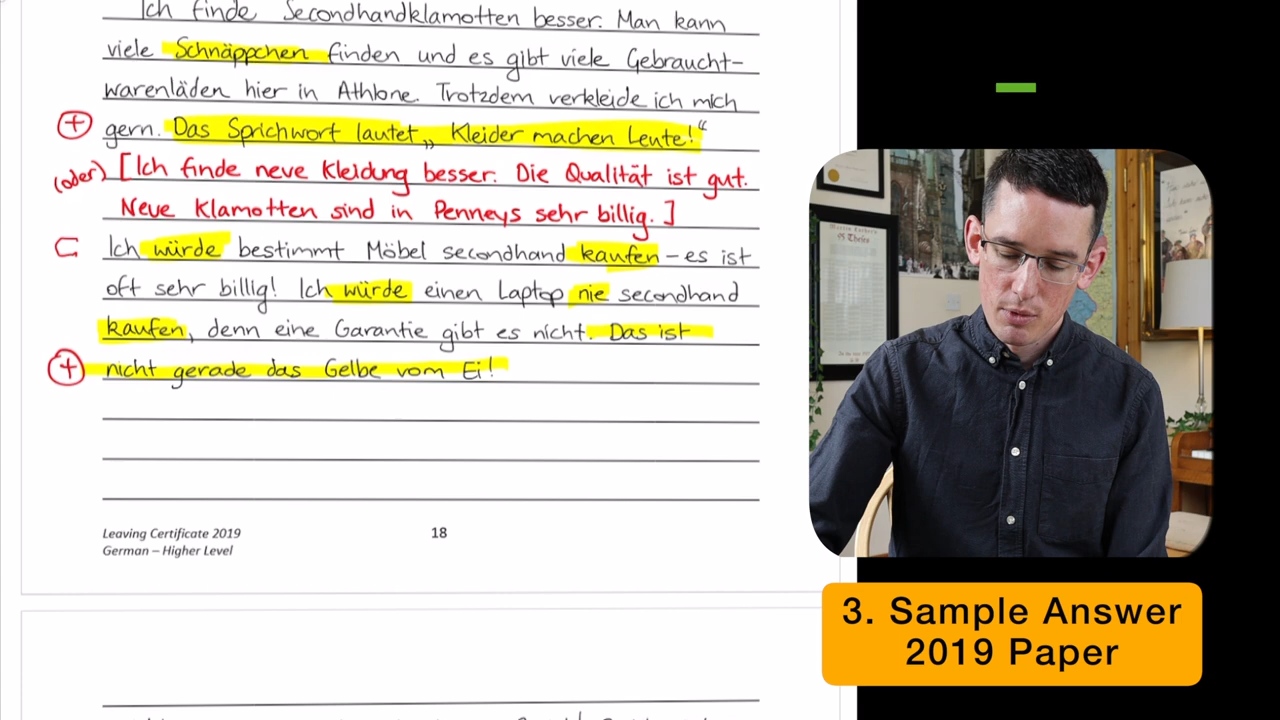 Ich finde Secondhandklamotten besser. Man kann
viele Schnäppchen finden und es gibt viele Gebraucht-
warenläden hier in Athlone. Trotzdem verkleide ich mich
+ gern. Das Sprichwort lautet „Kleider machen Leute!“
(oder) [Ich finde neue Kleidung besser. Die Qualität ist gut.
Neue Klamotten sind in Penneys sehr billig.]
Ich würde bestimmt Möbel secondhand kaufen – es ist
oft sehr billig! Ich würde einen Laptop nie secondhand
kaufen, denn eine Garantie gibt es nicht. Das ist
+ nicht gerade das Gelbe vom Ei!
Leaving Certificate 2019
18
German – Higher Level
Theses
3. Sample Answer
2019 Paper